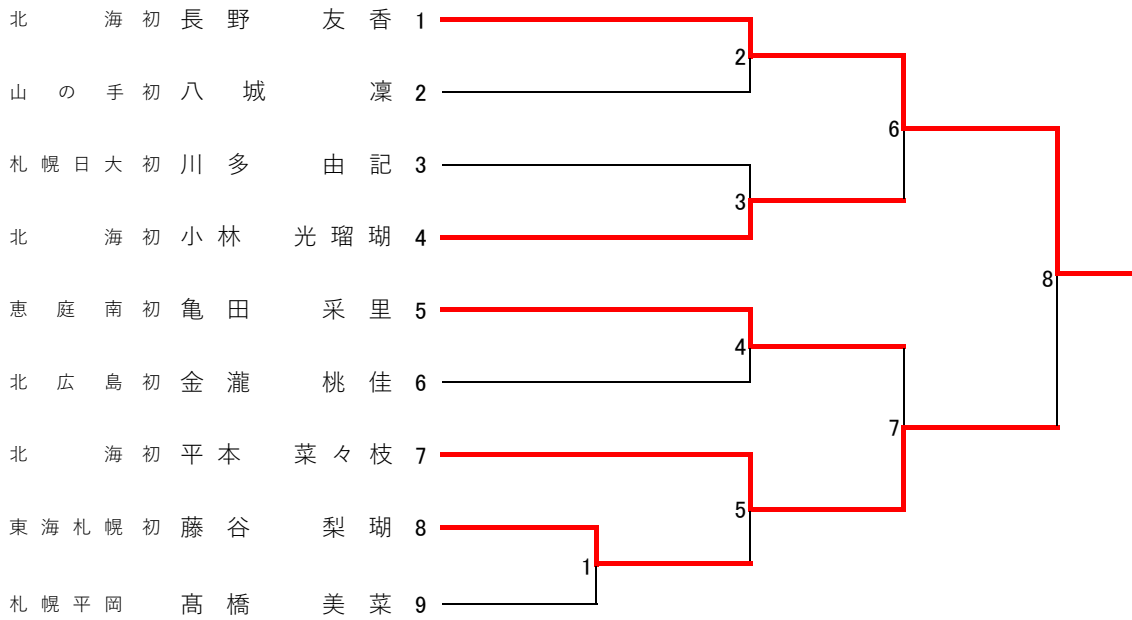 北海 初 長野 友香 1
2
山の手 初 八城 凜 2
6
札幌日大 初 川多 由記 3
3
北海 初 小林 光瑠瑚 4
8
恵庭南 初 亀田 采里 5
4
北広島 初 金瀧 桃佳 6
7
北海 初 平本 菜々枝 7
5
東海札幌 初 藤谷 梨瑚 8
1
札幌平岡 髙橋 美菜 9